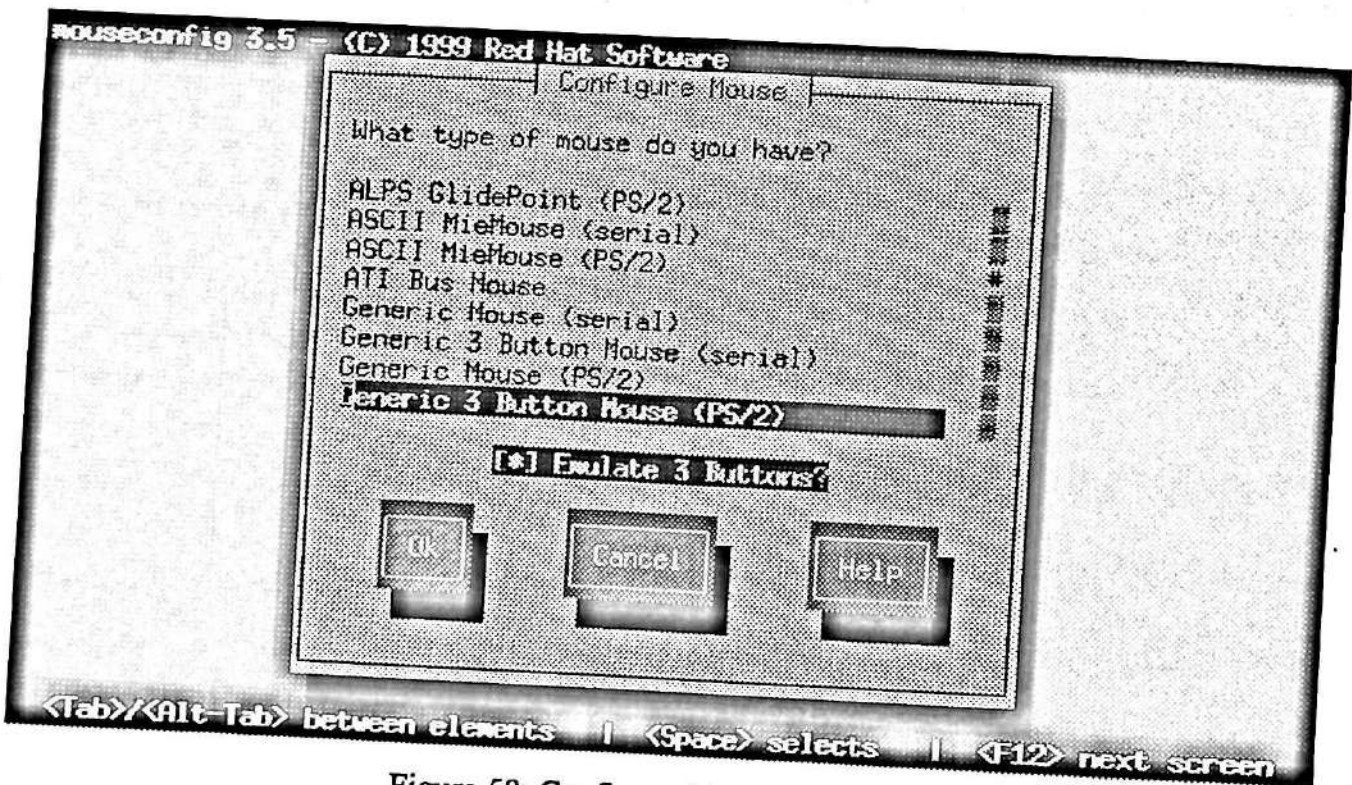 mouseconfig 3.5 - (C) 1999 Red Hat Software
Configure Mouse
What type of mouse do you have?
ALPS GlidePoint (PS/2)
ASCII MieMouse (serial)
ASCII MieMouse (PS/2)
ATI Bus Mouse
Generic Mouse (serial)
Generic 3 Button Mouse (serial)
Generic Mouse (PS/2)
Generic 3 Button Mouse (PS/2)
[*] Emulate 3 Buttons?
Ok Cancel Help
<Tab>/<Alt-Tab> between elements | <Space> selects | <F12> next screen